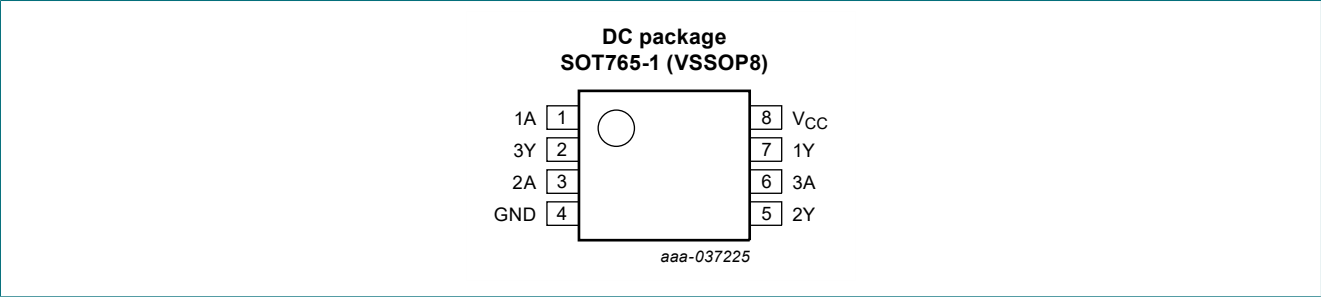 DC package
SOT765-1 (VSSOP8)
1A 1 8 VCC
3Y 2 7 1Y
2A 3 6 3A
GND 4 5 2Y
aaa-037225